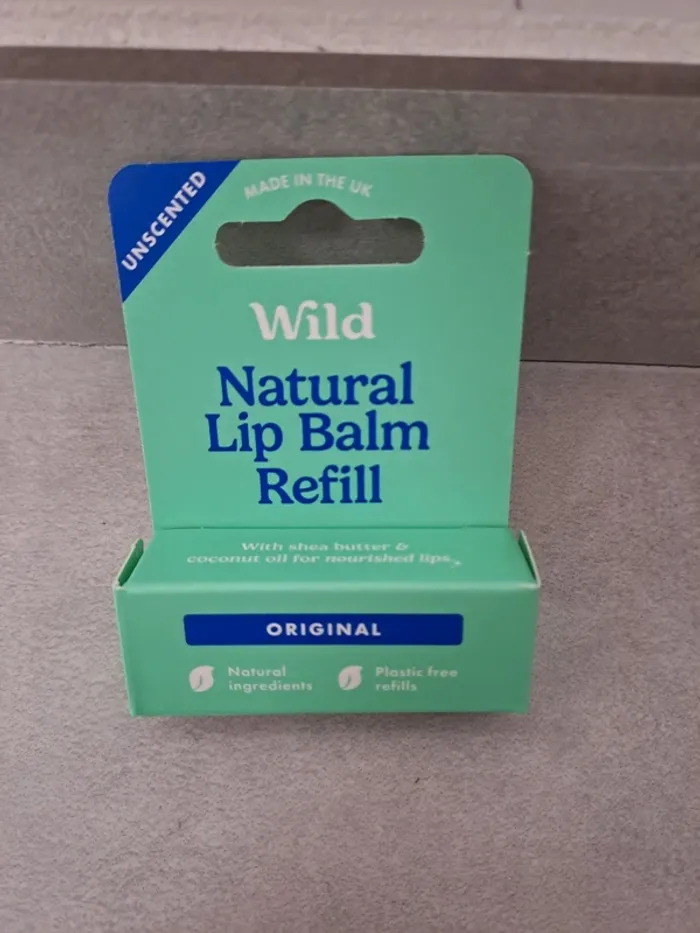 UNSCENTED
MADE IN THE UK
Wild
Natural
Lip Balm
Refill
With shea butter &
coconut oil for nourished lips
ORIGINAL
Natural
ingredients
Plastic free
refills